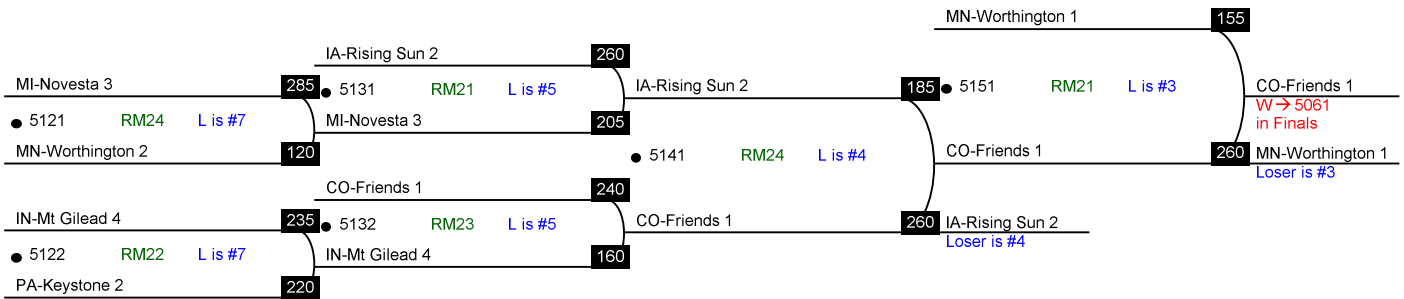 MN-Worthington 1 155
IA-Rising Sun 2 260
MI-Novesta 3 285 5131 RM21 L is #5 IA-Rising Sun 2 185 5151 RM21 L is #3 CO-Friends 1
W → 5061
in Finals
5121 RM24 L is #7 MI-Novesta 3 205
MN-Worthington 2 120 5141 RM24 L is #4 CO-Friends 1 260 MN-Worthington 1
Loser is #3
CO-Friends 1 240
IN-Mt Gilead 4 235 5132 RM23 L is #5 CO-Friends 1 260 IA-Rising Sun 2
Loser is #4
5122 RM22 L is #7 IN-Mt Gilead 4 160
PA-Keystone 2 220